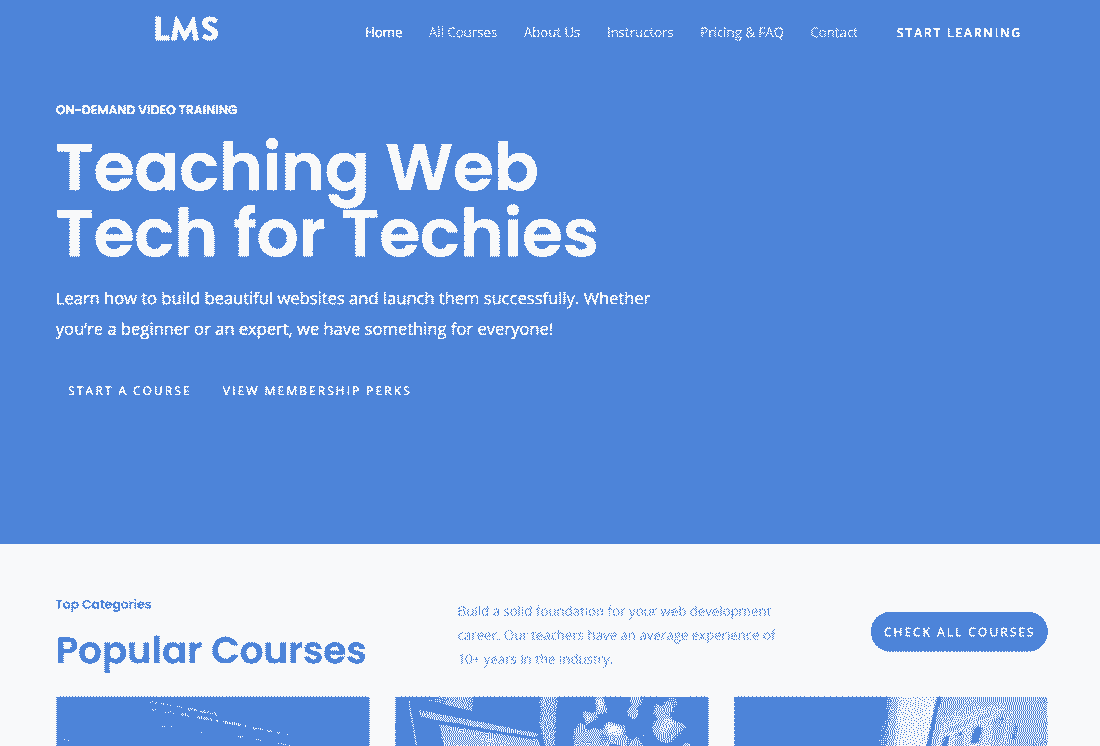 LMS
Home All Courses About Us Instructors Pricing & FAQ Contact START LEARNING
ON-DEMAND VIDEO TRAINING
Teaching Web
Tech for Techies
Learn how to build beautiful websites and launch them successfully. Whether
you're a beginner or an expert, we have something for everyone!
START A COURSE VIEW MEMBERSHIP PERKS
Top Categories
Popular Courses
Build a solid foundation for your web development
career. Our teachers have an average experience of
10+ years in the industry.
CHECK ALL COURSES